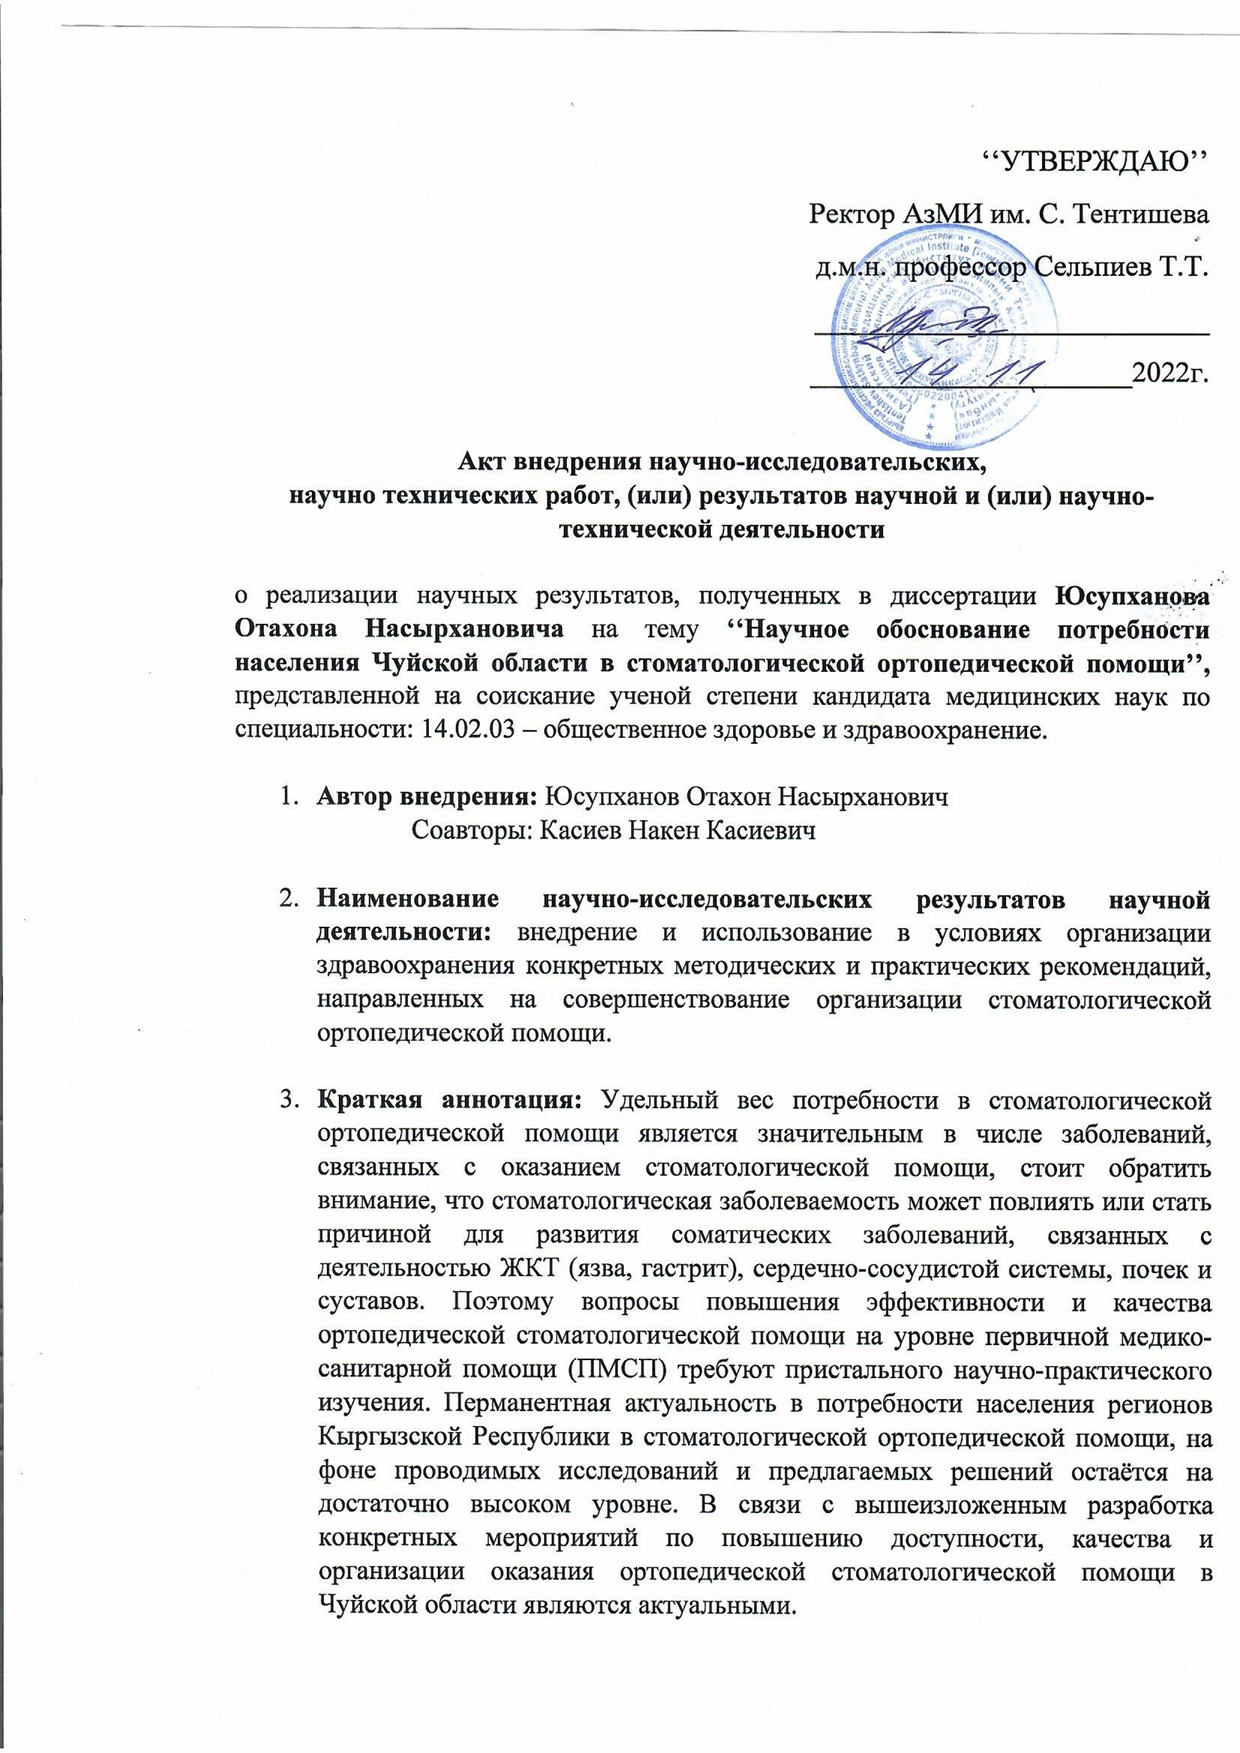 ‘‘УТВЕРЖДАЮ’’
Ректор АзМИ им. С. Тентишева
д.м.н. профессор Сельпиев Т.Т.
14 11 2022г.
Акт внедрения научно-исследовательских,
научно технических работ, (или) результатов научной и (или) научно-
технической деятельности
о реализации научных результатов, полученных в диссертации Юсупханова
Отахона Насырхановича на тему ‘‘Научное обоснование потребности
населения Чуйской области в стоматологической ортопедической помощи’’,
представленной на соискание ученой степени кандидата медицинских наук по
специальности: 14.02.03 – общественное здоровье и здравоохранение.
1. Автор внедрения: Юсупханов Отахон Насырханович
Соавторы: Касиев Накен Касиевич
2. Наименование научно-исследовательских результатов научной
деятельности: внедрение и использование в условиях организации
здравоохранения конкретных методических и практических рекомендаций,
направленных на совершенствование организации стоматологической
ортопедической помощи.
3. Краткая аннотация: Удельный вес потребности в стоматологической
ортопедической помощи является значительным в числе заболеваний,
связанных с оказанием стоматологической помощи, стоит обратить
внимание, что стоматологическая заболеваемость может повлиять или стать
причиной для развития соматических заболеваний, связанных с
деятельностью ЖКТ (язва, гастрит), сердечно-сосудистой системы, почек и
суставов. Поэтому вопросы повышения эффективности и качества
ортопедической стоматологической помощи на уровне первичной медико-
санитарной помощи (ПМСП) требуют пристального научно-практического
изучения. Перманентная актуальность в потребности населения регионов
Кыргызской Республики в стоматологической ортопедической помощи, на
фоне проводимых исследований и предлагаемых решений остаётся на
достаточно высоком уровне. В связи с вышеизложенным разработка
конкретных мероприятий по повышению доступности, качества и
организации оказания ортопедической стоматологической помощи в
Чуйской области являются актуальными.